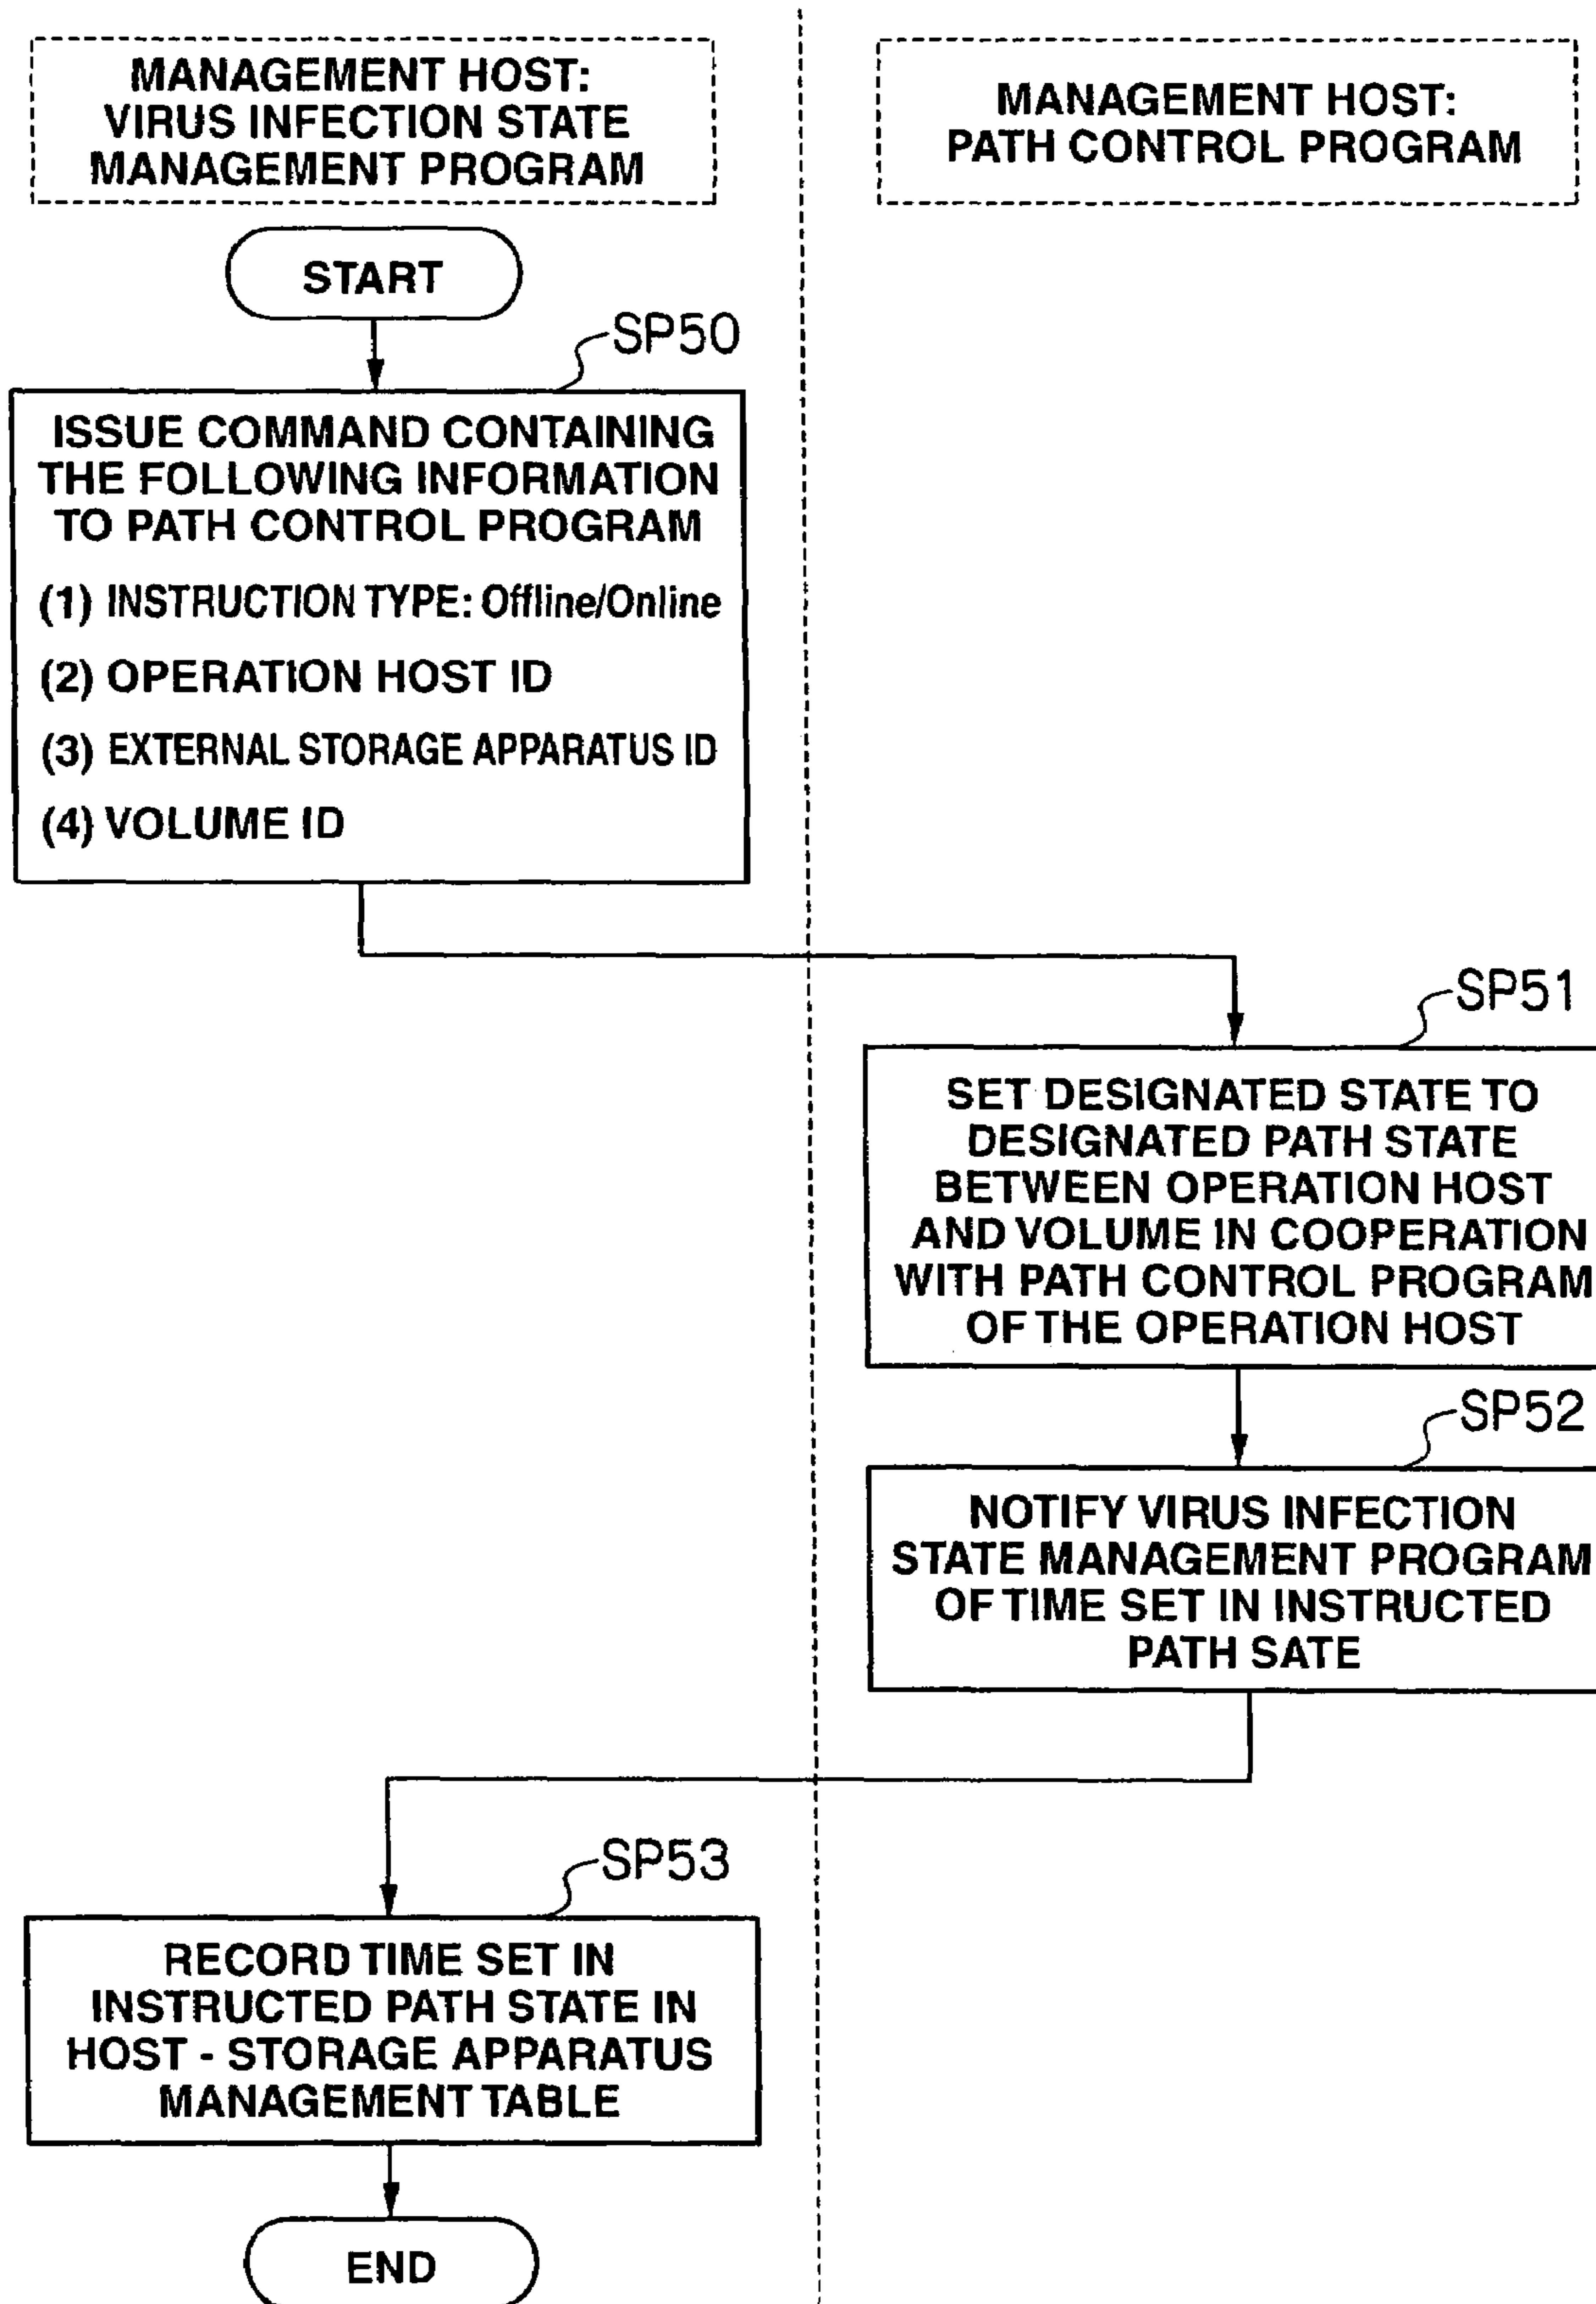 MANAGEMENT HOST:
VIRUS INFECTION STATE
MANAGEMENT PROGRAM
MANAGEMENT HOST:
PATH CONTROL PROGRAM
START
SP50
ISSUE COMMAND CONTAINING
THE FOLLOWING INFORMATION
TO PATH CONTROL PROGRAM
(1) INSTRUCTION TYPE: Offline/Online
(2) OPERATION HOST ID
(3) EXTERNAL STORAGE APPARATUS ID
(4) VOLUME ID
SP51
SET DESIGNATED STATE TO
DESIGNATED PATH STATE
BETWEEN OPERATION HOST
AND VOLUME IN COOPERATION
WITH PATH CONTROL PROGRAM
OF THE OPERATION HOST
SP52
NOTIFY VIRUS INFECTION
STATE MANAGEMENT PROGRAM
OF TIME SET IN INSTRUCTED
PATH SATE
SP53
RECORD TIME SET IN
INSTRUCTED PATH STATE IN
HOST - STORAGE APPARATUS
MANAGEMENT TABLE
END